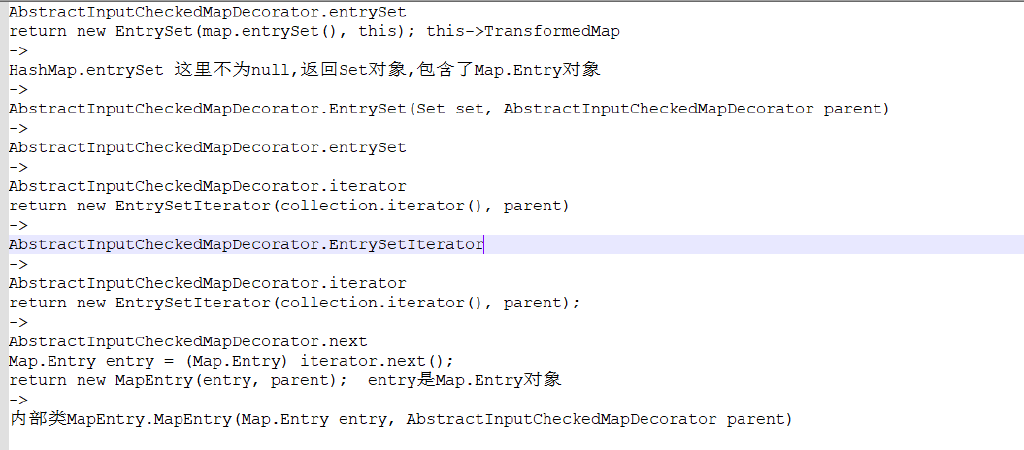 AbstractInputCheckedMapDecorator.entrySet
return new EntrySet(map.entrySet(), this); this->TransformedMap
->
HashMap.entrySet 这里不为null,返回Set对象,包含了Map.Entry对象
->
AbstractInputCheckedMapDecorator.EntrySet(Set set, AbstractInputCheckedMapDecorator parent)
->
AbstractInputCheckedMapDecorator.entrySet
->
AbstractInputCheckedMapDecorator.iterator
return new EntrySetIterator(collection.iterator(), parent)
->
AbstractInputCheckedMapDecorator.EntrySetIterator
->
AbstractInputCheckedMapDecorator.iterator
return new EntrySetIterator(collection.iterator(), parent);
->
AbstractInputCheckedMapDecorator.next
Map.Entry entry = (Map.Entry) iterator.next();
return new MapEntry(entry, parent);  entry是Map.Entry对象
->
内部类MapEntry.MapEntry(Map.Entry entry, AbstractInputCheckedMapDecorator parent)